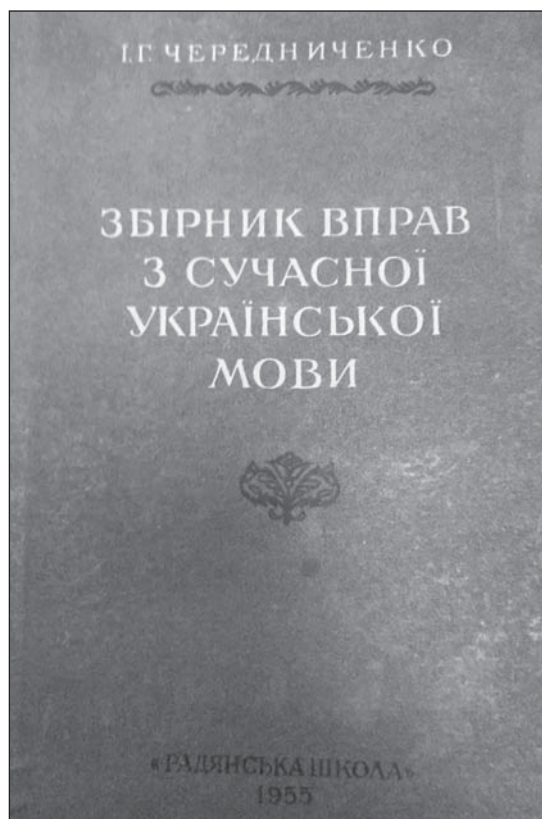 І. Г. ЧЕРЕДНИЧЕНКО
ЗБІРНИК ВПРАВ
З СУЧАСНОЇ
УКРАЇНСЬКОЇ
МОВИ
«РАДЯНСЬКА ШКОЛА»
1955